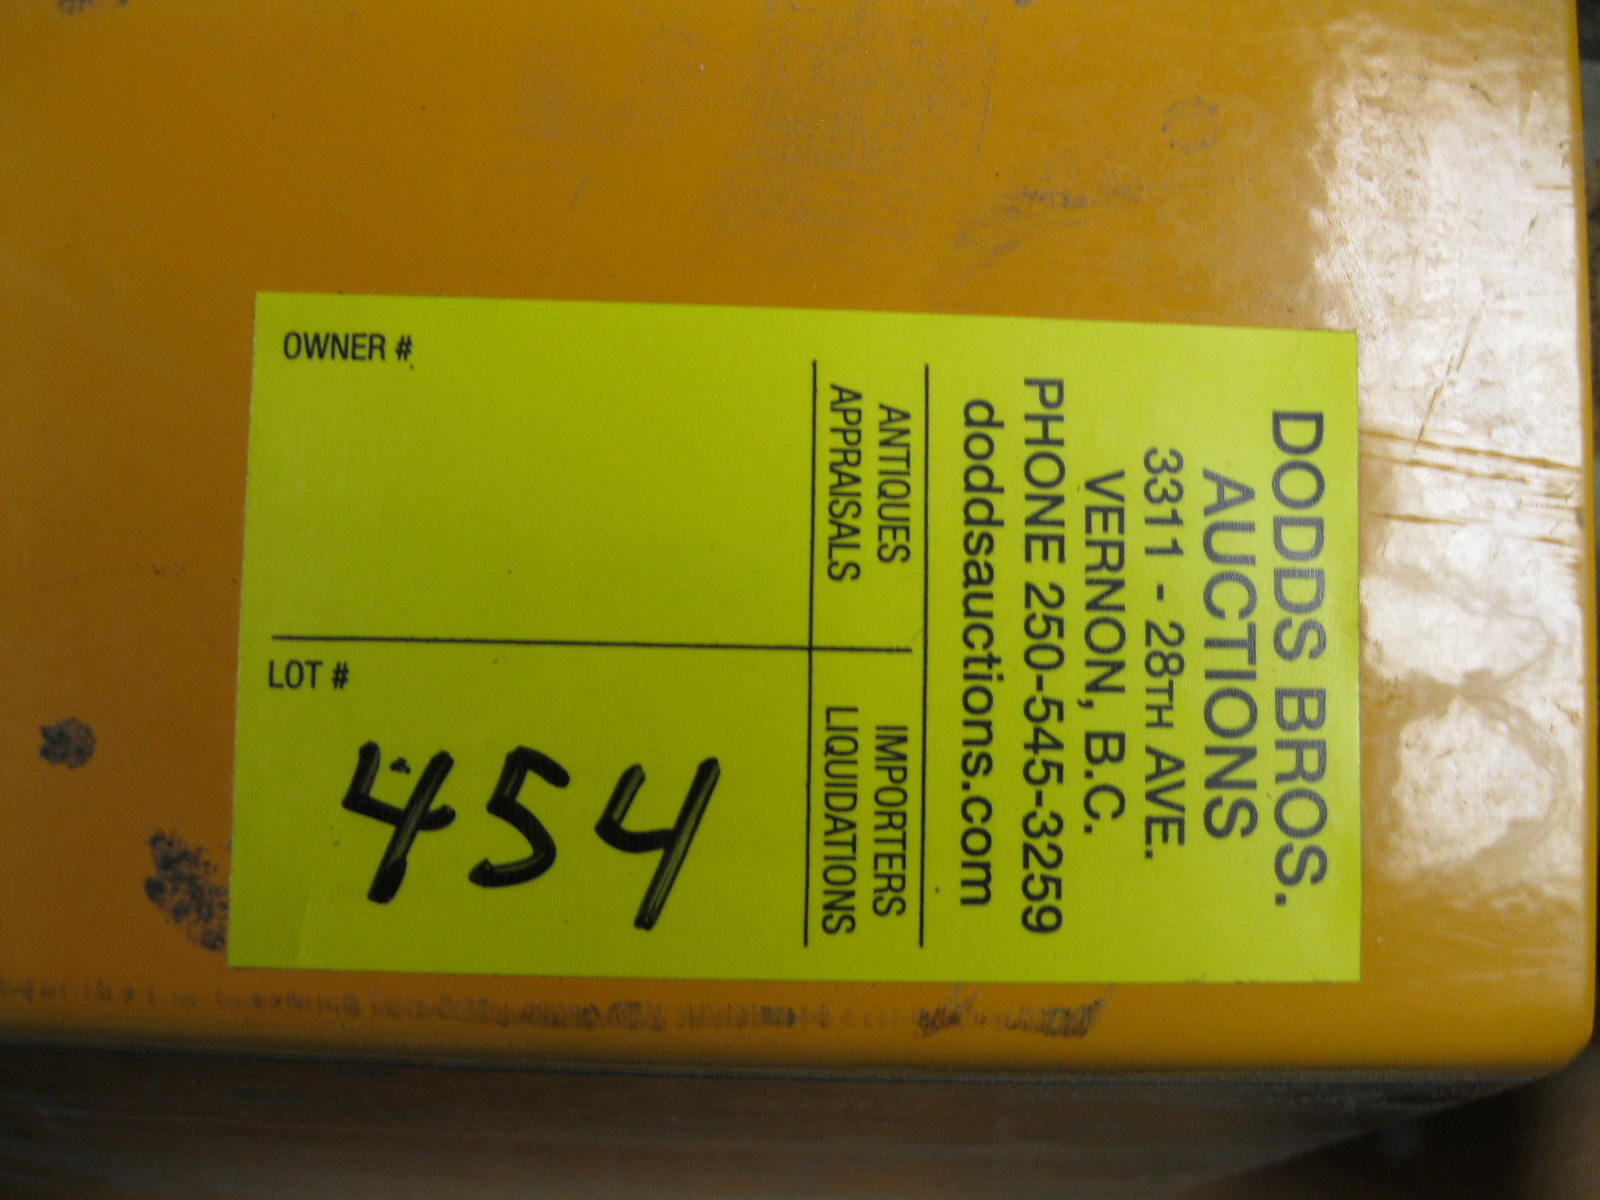 DODDS BROS.
AUCTIONS
3311 - 28TH AVE.
VERNON, B.C.
PHONE 250-545-3259
doddsauctions.com
ANTIQUES IMPORTERS
APPRAISALS LIQUIDATIONS
OWNER #
LOT #
454